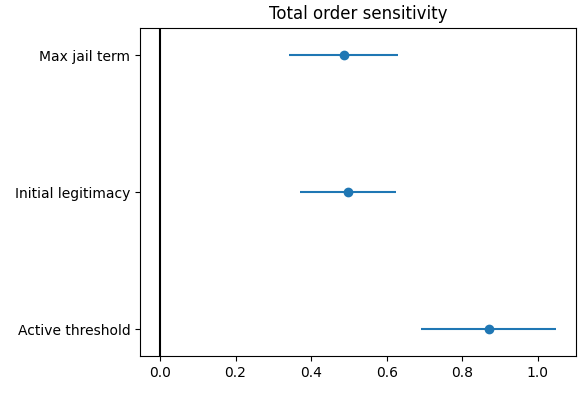 Total order sensitivity
Max jail term
Initial legitimacy
Active threshold
0.0 0.2 0.4 0.6 0.8 1.0